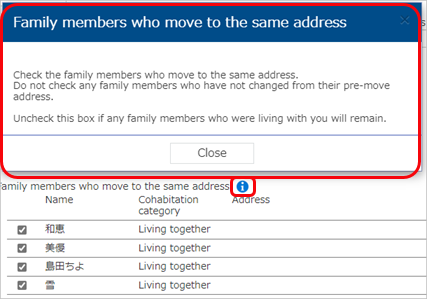 Family members who move to the same address
Check the family members who move to the same address.
Do not check any family members who have not changed from their pre-move
address.
Uncheck this box if any family members who were living with you will remain.
Close
amily members who move to the same address
Name Cohabitation category Address
和恵 Living together
美優 Living together
島田ちよ Living together
雪 Living together